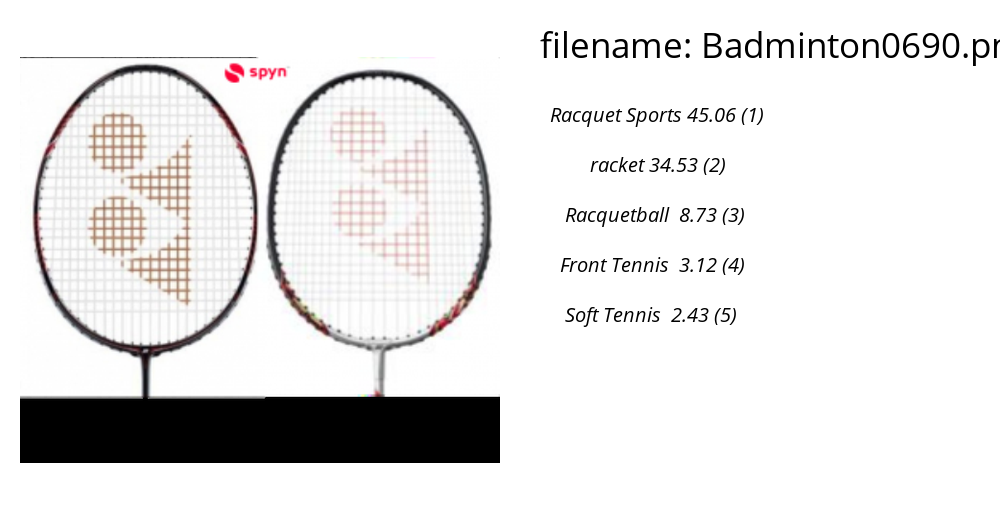 filename: Badminton0690.pn
spyn
Racquet Sports 45.06 (1)
racket 34.53 (2)
Racquetball 8.73 (3)
Front Tennis 3.12 (4)
Soft Tennis 2.43 (5)